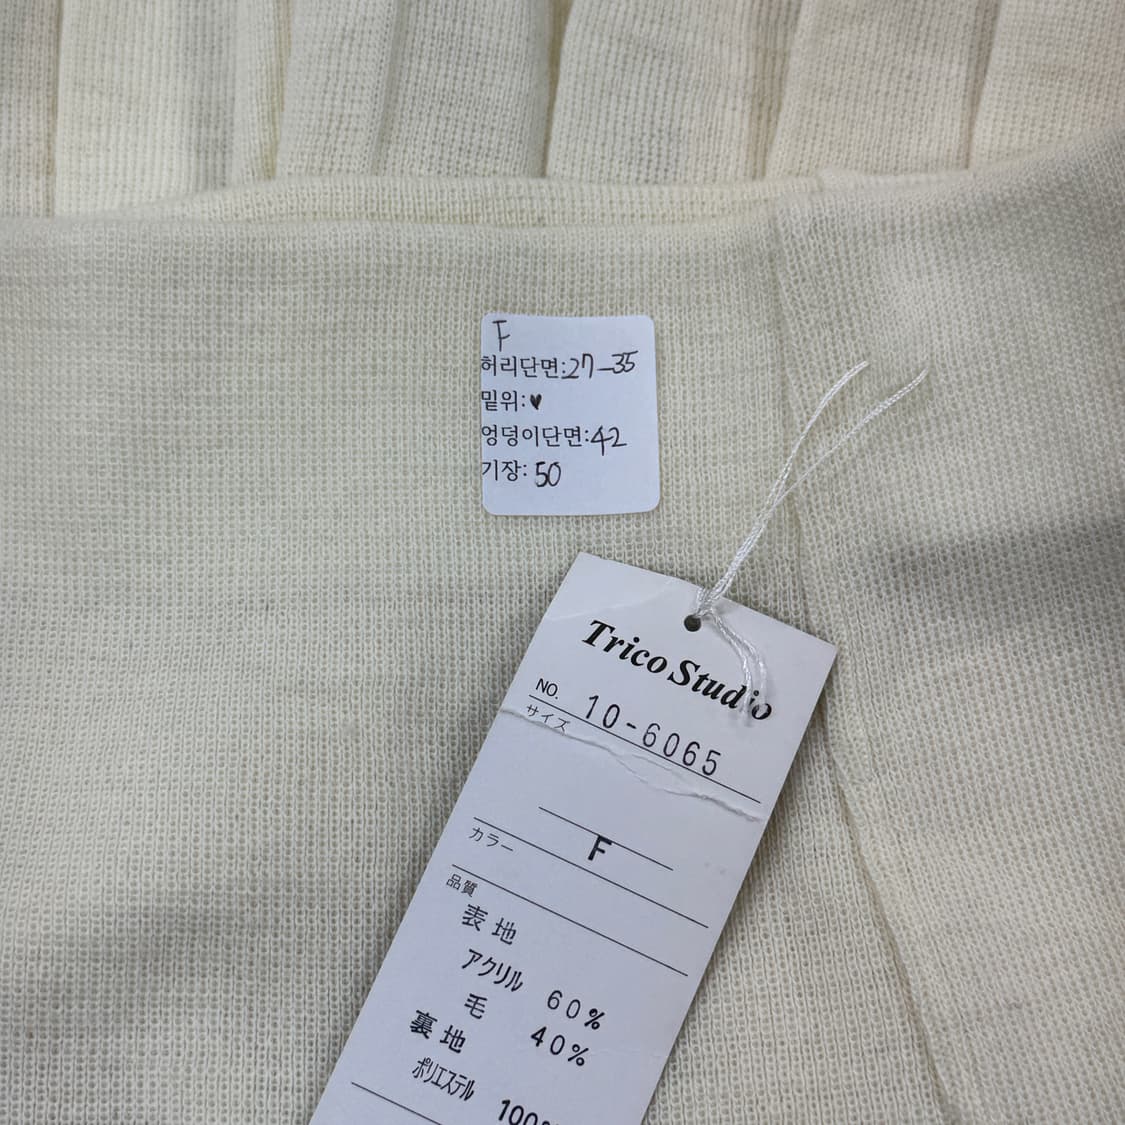 F
허리단면:27-35
밑위:♥
엉덩이단면:42
기장:50
Trico Studio
NO. 10-6065
サイズ
F
カラー
品質
表地
アクリル 60%
毛 40%
裏地
ポリエステル 100%